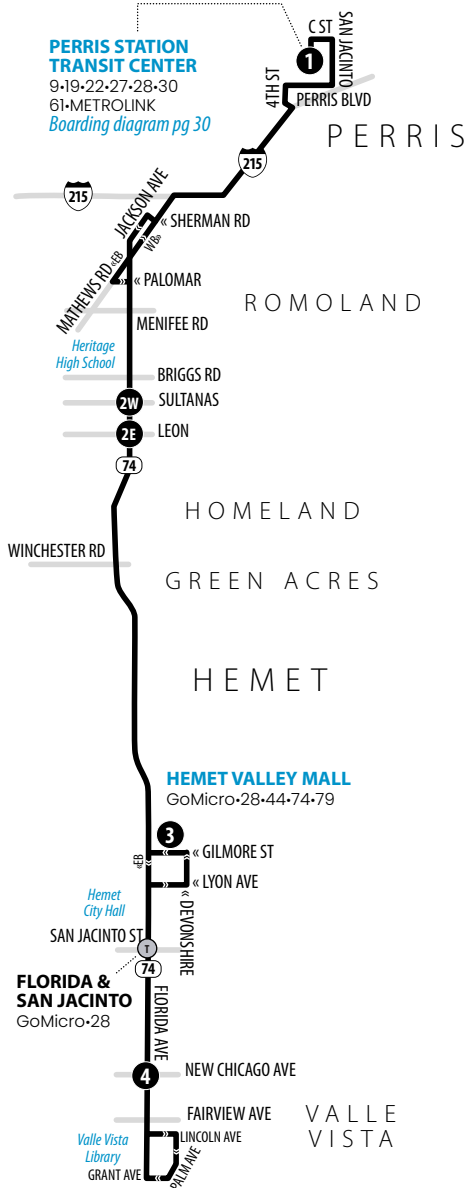 C ST
SAN JACINTO
PERRIS STATION
TRANSIT CENTER
9•19•22•27•28•30
61•METROLINK
Boarding diagram pg 30
1
4TH ST
PERRIS BLVD
PERRIS
215
215
JACKSON AVE
« SHERMAN RD
WB»
«EB
MATHEWS RD
« PALOMAR
ROMOLAND
MENIFEE RD
Heritage
High School
BRIGGS RD
2W
SULTANAS
2E
LEON
74
HOMELAND
WINCHESTER RD
GREEN ACRES
HEMET
HEMET VALLEY MALL
GoMicro•28•44•74•79
3
« GILMORE ST
«EB
« LYON AVE
Hemet
City Hall
« DEVONSHIRE
SAN JACINTO ST
T
74
FLORIDA &
SAN JACINTO
GoMicro•28
FLORIDA AVE
4
NEW CHICAGO AVE
FAIRVIEW AVE
VALLE
VISTA
Valle Vista
Library
LINCOLN AVE
PALM AVE
GRANT AVE